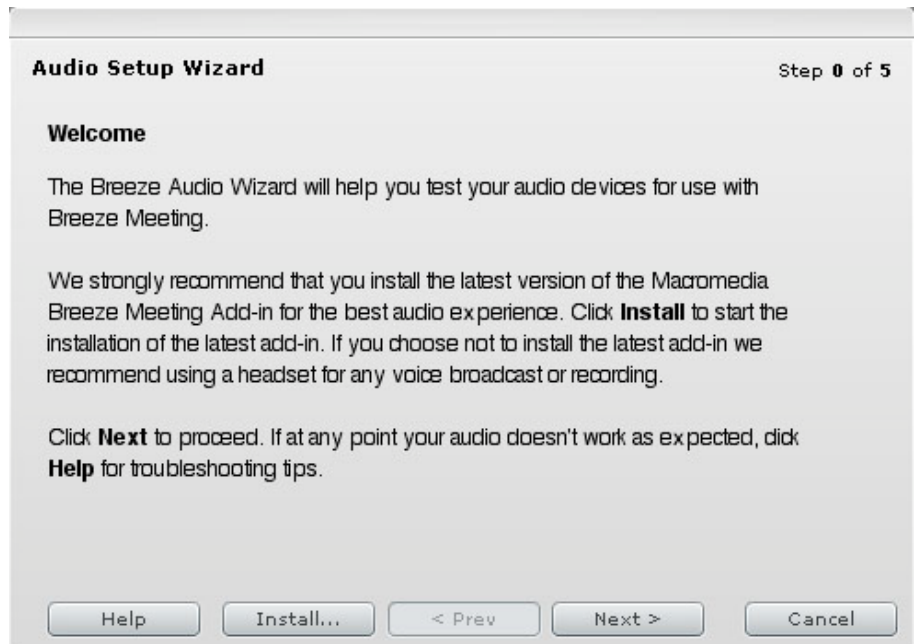 Audio Setup Wizard
Step 0 of 5
Welcome
The Breeze Audio Wizard will help you test your audio devices for use with
Breeze Meeting.
We strongly recommend that you install the latest version of the Macromedia
Breeze Meeting Add-in for the best audio experience. Click Install to start the
installation of the latest add-in. If you choose not to install the latest add-in we
recommend using a headset for any voice broadcast or recording.
Click Next to proceed. If at any point your audio doesn't work as expected, click
Help for troubleshooting tips.
Help
Install...
< Prev
Next >
Cancel